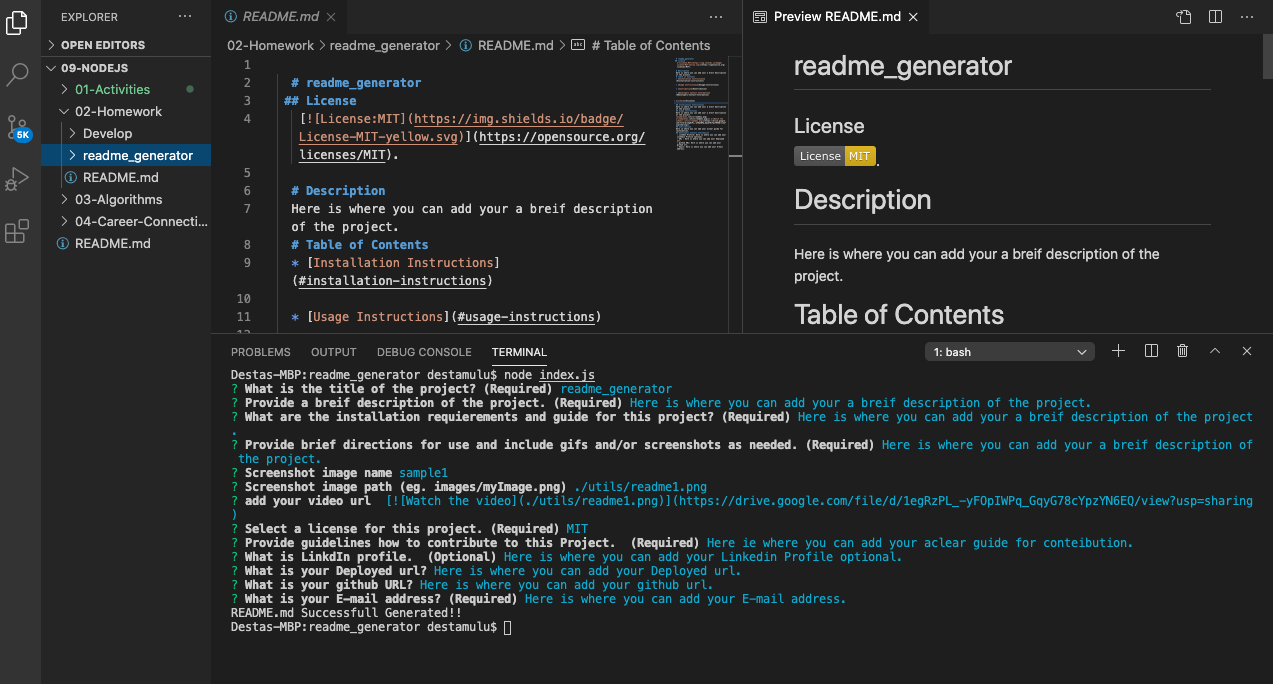 EXPLORER
···
OPEN EDITORS
09-NODEJS
01-Activities
02-Homework
Develop
readme_generator
README.md
03-Algorithms
04-Career-Connecti...
README.md
5K
README.md
···
02-Homework > readme_generator > README.md > # Table of Contents
1
2 # readme_generator
3 ## License
4 [![License:MIT](https://img.shields.io/badge/
License-MIT-yellow.svg)](https://opensource.org/
licenses/MIT).
5
6 # Description
7 Here is where you can add your a breif description
of the project.
8 # Table of Contents
9 * [Installation Instructions]
(#installation-instructions)
10
11 * [Usage Instructions](#usage-instructions)
Preview README.md
···
readme_generator
License
License MIT .
Description
Here is where you can add your a breif description of the
project.
Table of Contents
PROBLEMS OUTPUT DEBUG CONSOLE TERMINAL
1: bash
Destas-MBP:readme_generator destamulu$ node index.js
? What is the title of the project? (Required) readme_generator
? Provide a breif description of the project. (Required) Here is where you can add your a breif description of the project.
? What are the installation requierements and guide for this project? (Required) Here is where you can add your a breif description of the project
.
? Provide brief directions for use and include gifs and/or screenshots as needed. (Required) Here is where you can add your a breif description of
the project.
? Screenshot image name sample1
? Screenshot image path (eg. images/myImage.png) ./utils/readme1.png
? add your video url [![Watch the video](./utils/readme1.png)](https://drive.google.com/file/d/1egRzPL_-yFOpIWPq_GqyG78cYpzYN6EQ/view?usp=sharing
)
? Select a license for this project. (Required) MIT
? Provide guidelines how to contribute to this Project. (Required) Here ie where you can add your aclear guide for conteibution.
? What is LinkdIn profile. (Optional) Here is where you can add your Linkedin Profile optional.
? What is your Deployed url? Here is where you can add your Deployed url.
? What is your github URL? Here is where you can add your github url.
? What is your E-mail address? (Required) Here is where you can add your E-mail address.
README.md Successfull Generated!!
Destas-MBP:readme_generator destamulu$